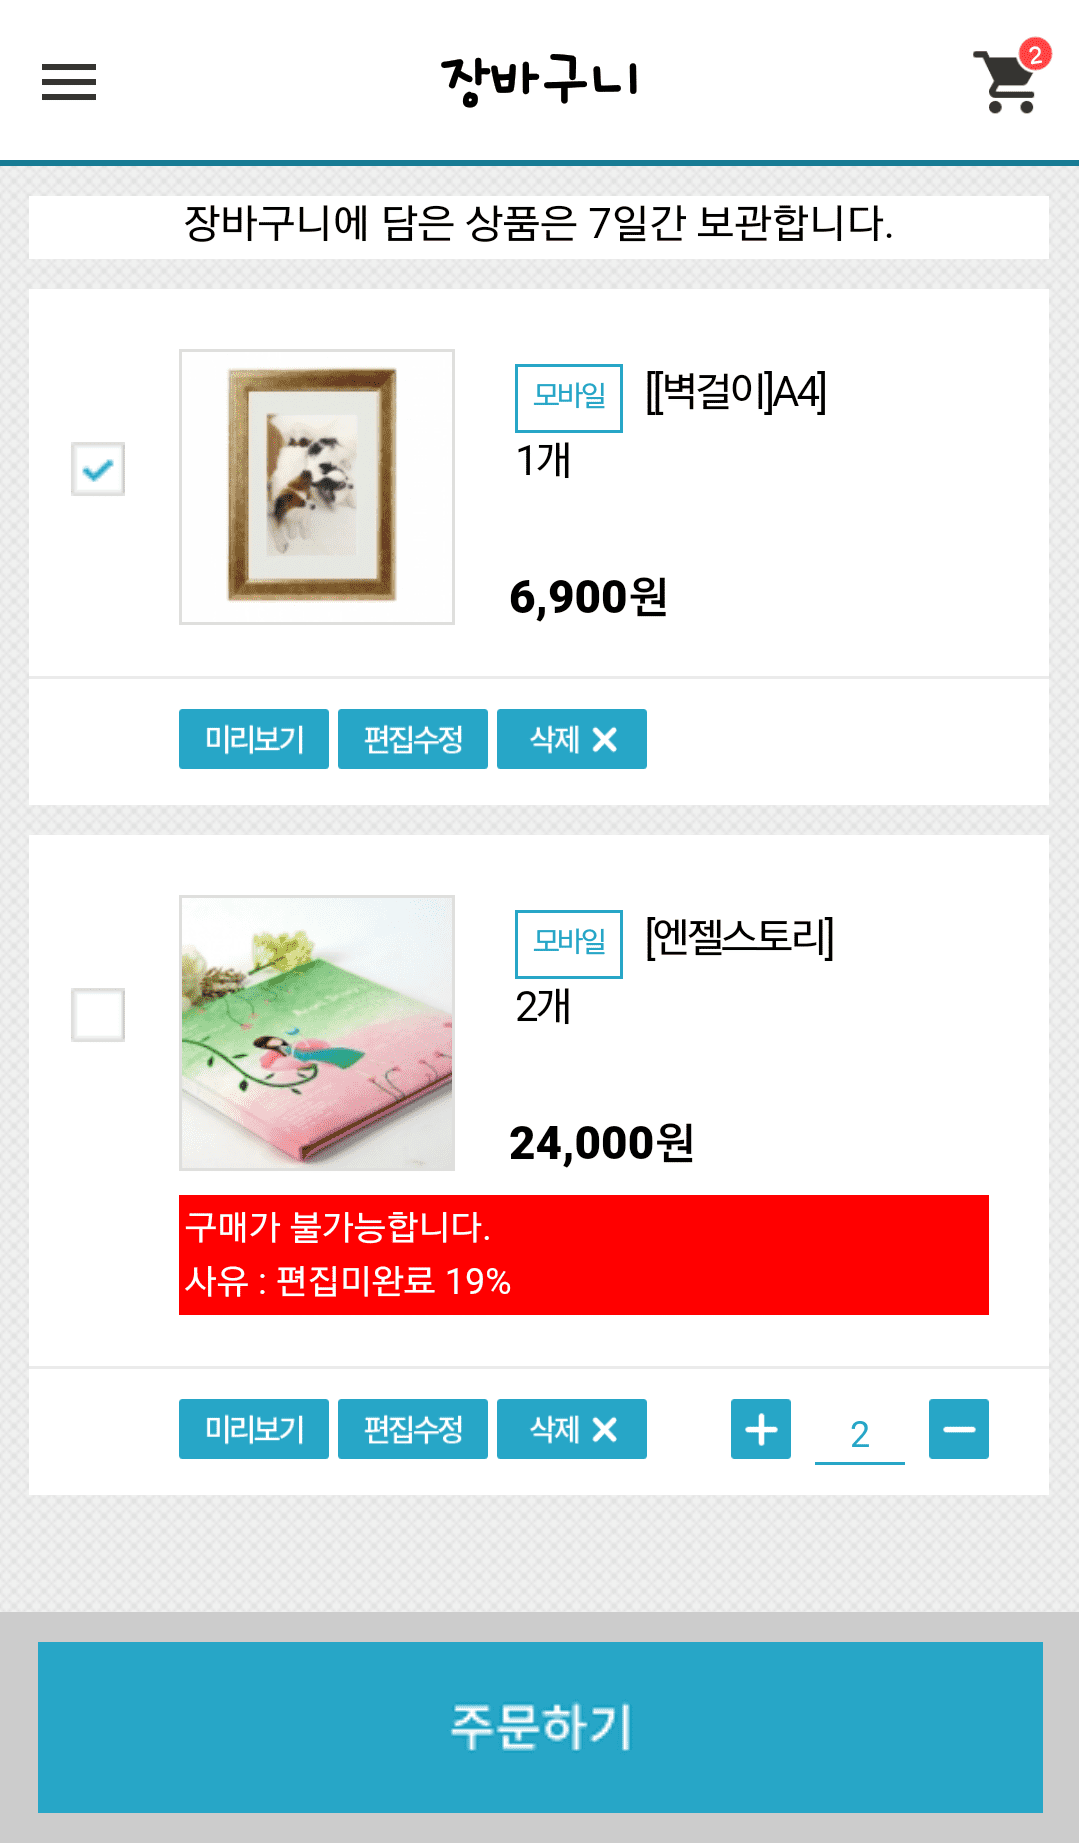 장바구니
2
장바구니에 담은 상품은 7일간 보관합니다.
모바일 [[벽걸이]A4]
1개
6,900원
미리보기 편집수정 삭제
모바일 [엔젤스토리]
2개
24,000원
구매가 불가능합니다.
사유 : 편집미완료 19%
미리보기 편집수정 삭제 2
주문하기